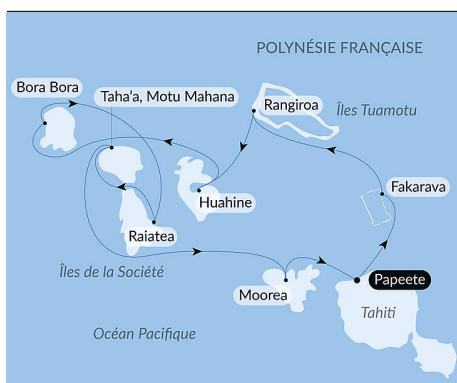 POLYNÉSIE FRANÇAISE
Bora Bora
Taha’a, Motu Mahana
Rangiroa
Îles Tuamotu
Fakarava
Huahine
Raiatea
Îles de la Société
Papeete
Moorea
Tahiti
Océan Pacifique